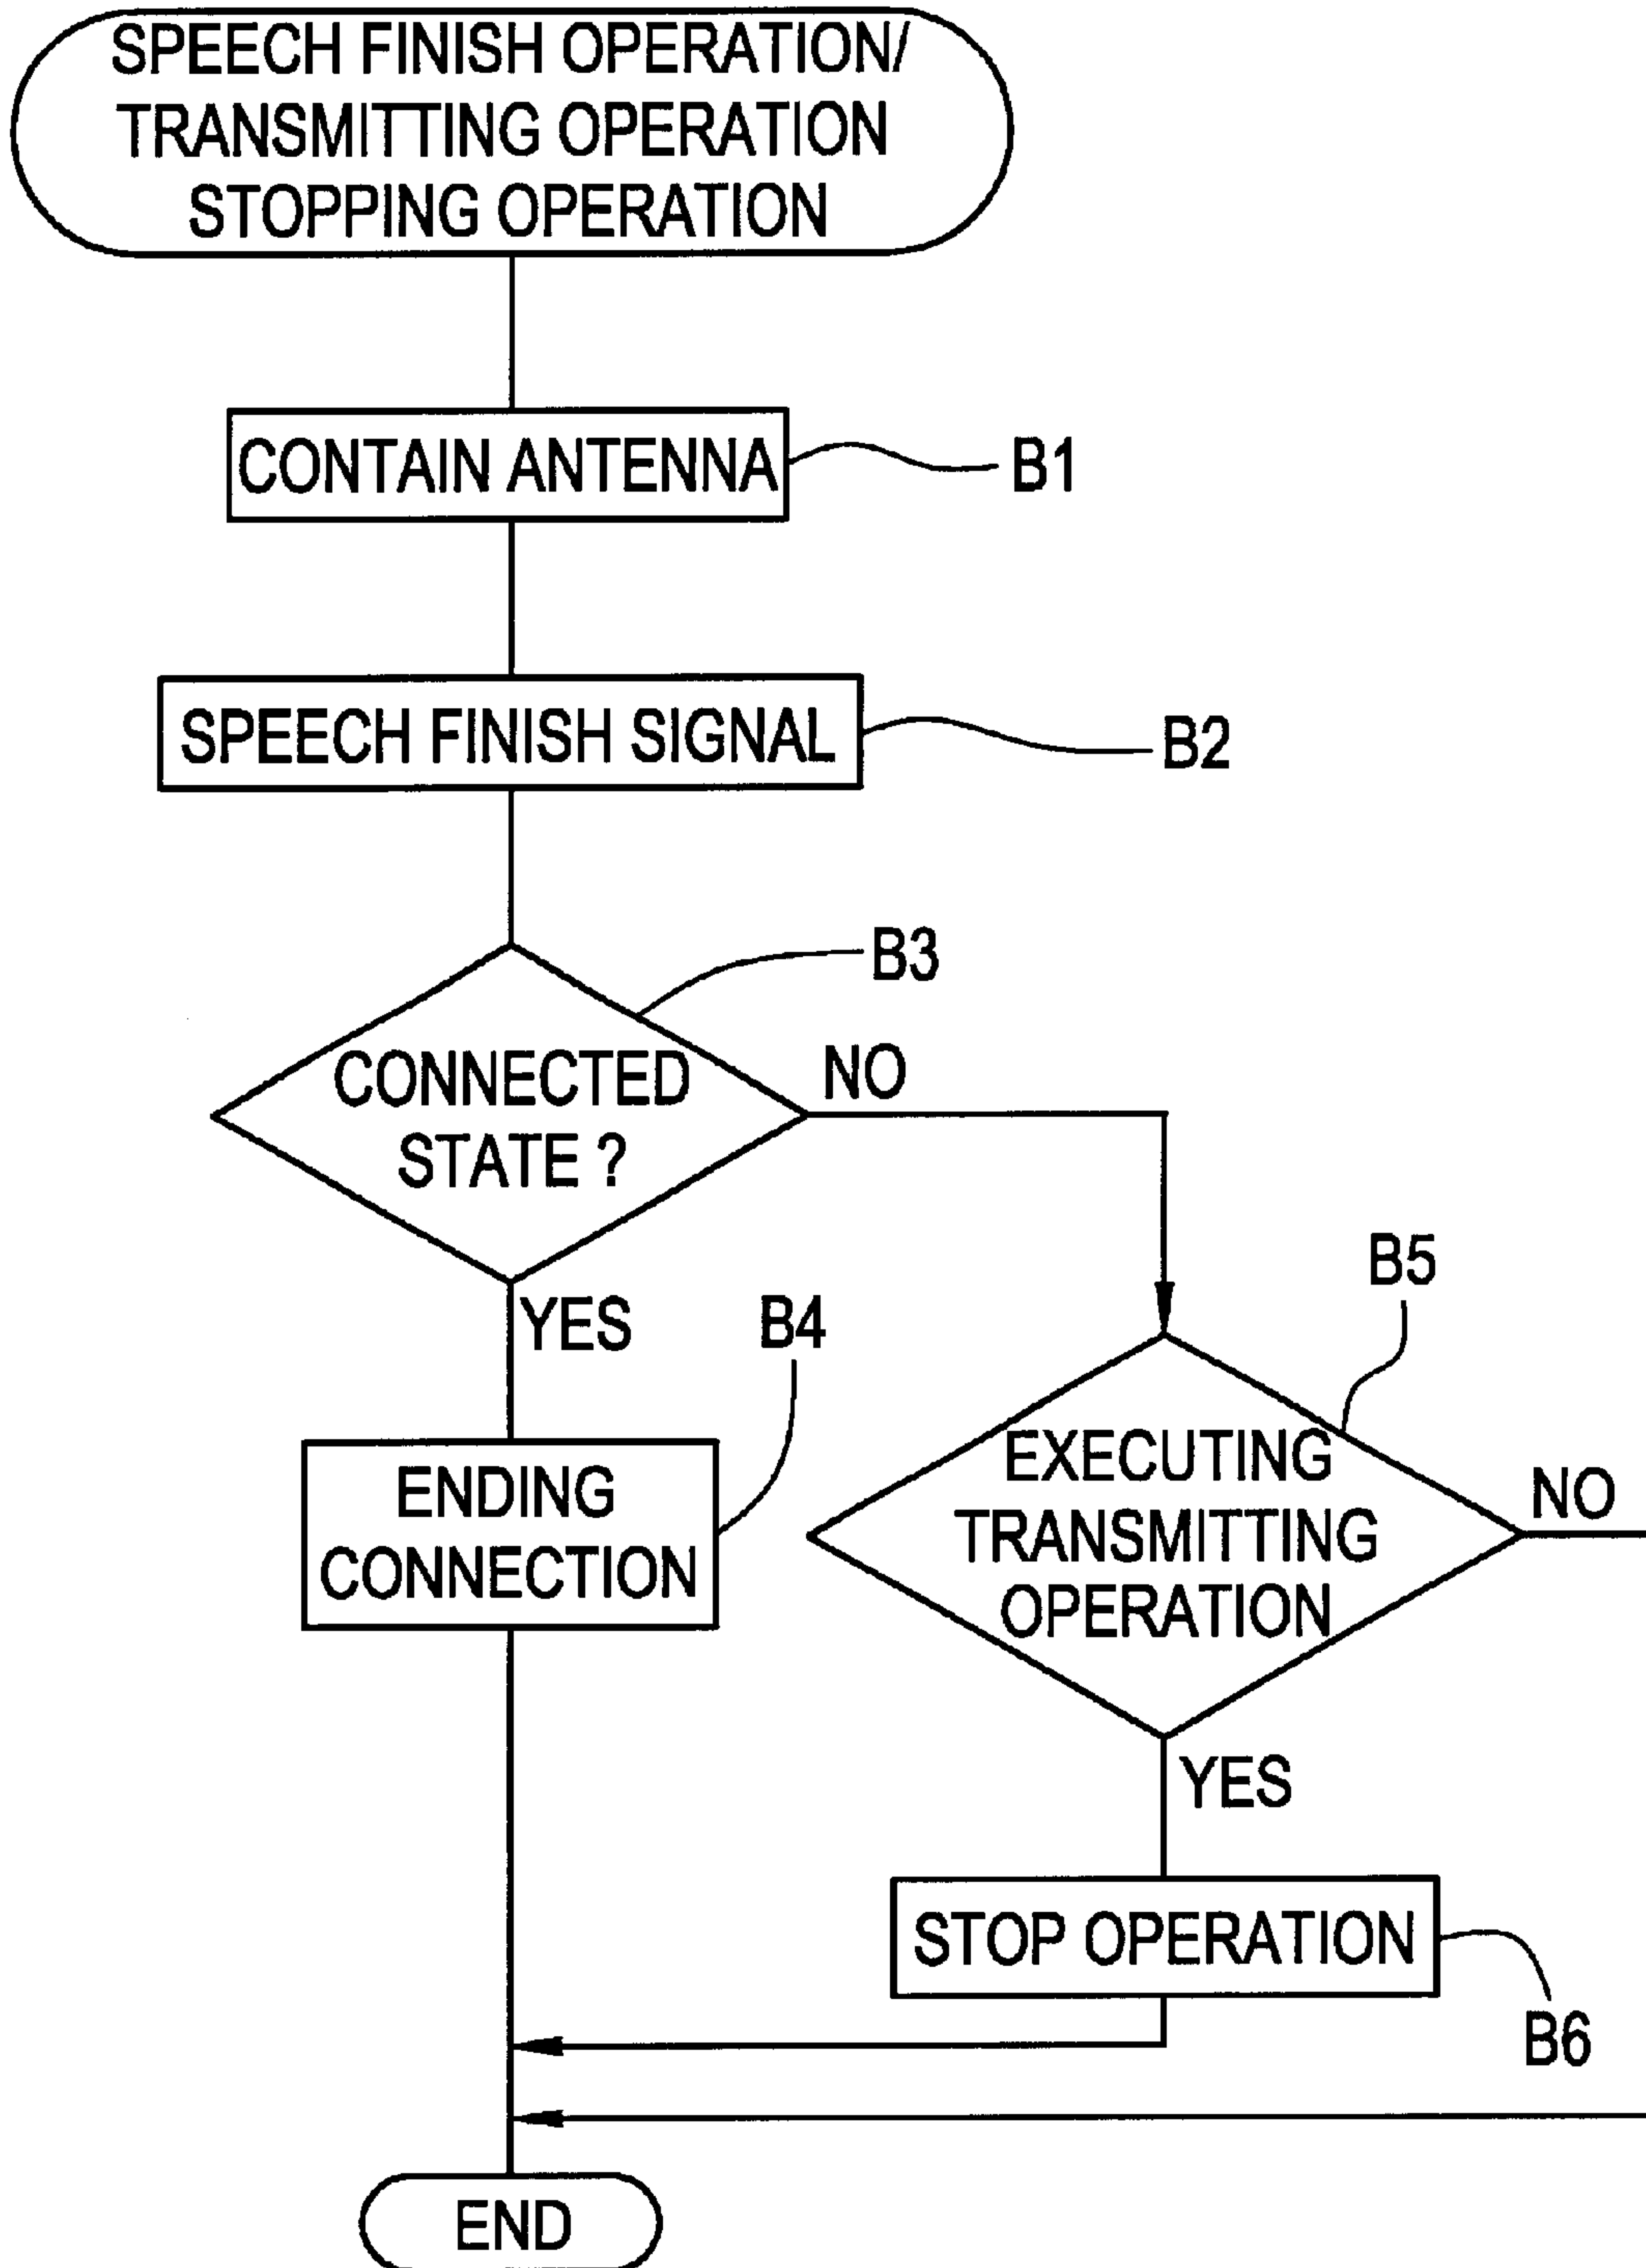 SPEECH FINISH OPERATION/
TRANSMITTING OPERATION
STOPPING OPERATION
CONTAIN ANTENNA
B1
SPEECH FINISH SIGNAL
B2
B3
CONNECTED
STATE ?
NO
YES
B4
ENDING
CONNECTION
B5
EXECUTING
TRANSMITTING
OPERATION
NO
YES
STOP OPERATION
B6
END